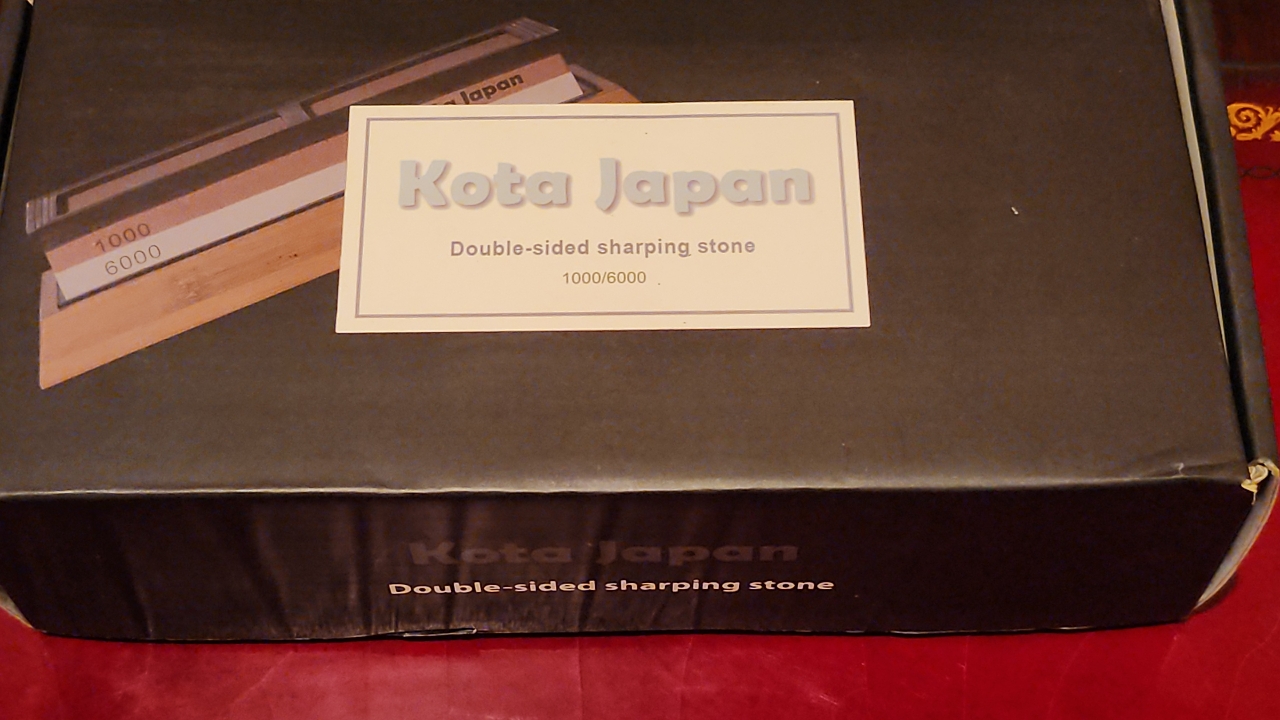 a Japan
1000
6000
Kota Japan
Double-sided sharping stone
1000/6000
Kota Japan
Double-sided sharping stone